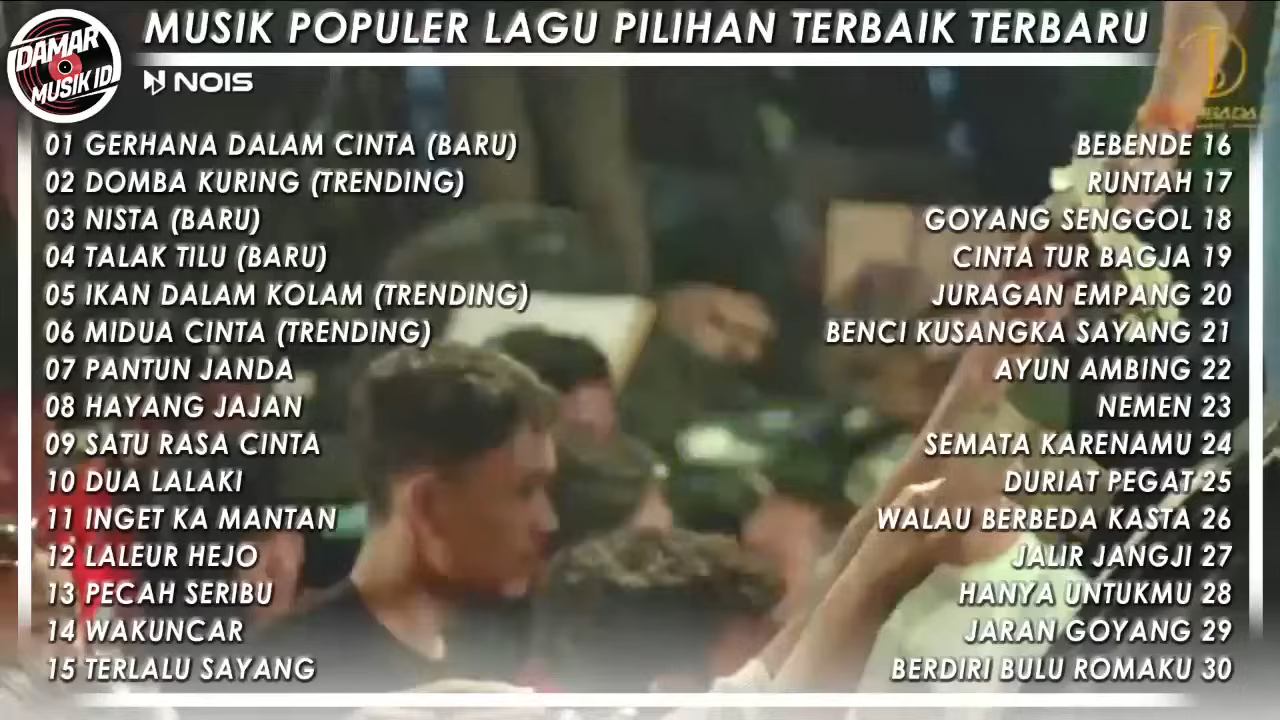 MUSIK POPULER LAGU PILIHAN TERBAIK TERBARU
DAMAR
MUSIK ID
NOIS
01 GERHANA DALAM CINTA (BARU)
02 DOMBA KURING (TRENDING)
03 NISTA (BARU)
04 TALAK TILU (BARU)
05 IKAN DALAM KOLAM (TRENDING)
06 MIDUA CINTA (TRENDING)
07 PANTUN JANDA
08 HAYANG JAJAN
09 SATU RASA CINTA
10 DUA LALAKI
11 INGET KA MANTAN
12 LALEUR HEJO
13 PECAH SERIBU
14 WAKUNCAR
15 TERLALU SAYANG
BEBENDE 16
RUNTAH 17
GOYANG SENGGOL 18
CINTA TUR BAGJA 19
JURAGAN EMPANG 20
BENCI KUSANGKA SAYANG 21
AYUN AMBING 22
NEMEN 23
SEMATA KARENAMU 24
DURIAT PEGAT 25
WALAU BERBEDA KASTA 26
JALIR JANGJI 27
HANYA UNTUKMU 28
JARAN GOYANG 29
BERDIRI BULU ROMAKU 30